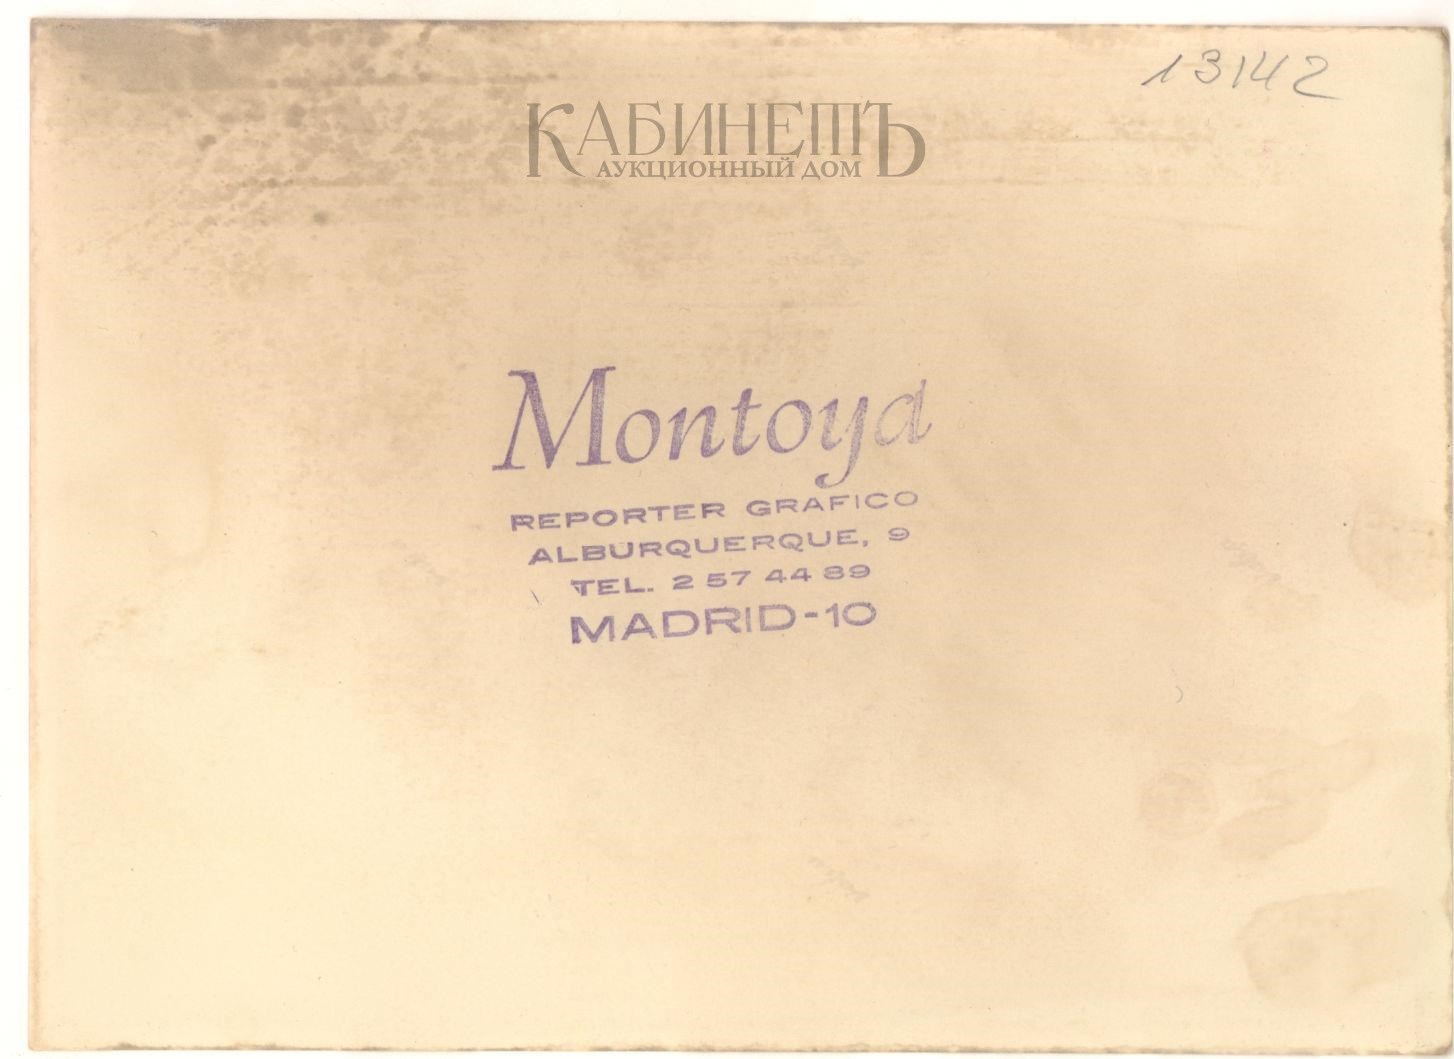 13142
КАБИНЕТЪ
АУКЦИОННЫЙ ДОМ
Montoya
REPORTER GRAFICO
ALBURQUERQUE, 9
TEL. 2 57 44 89
MADRID-10